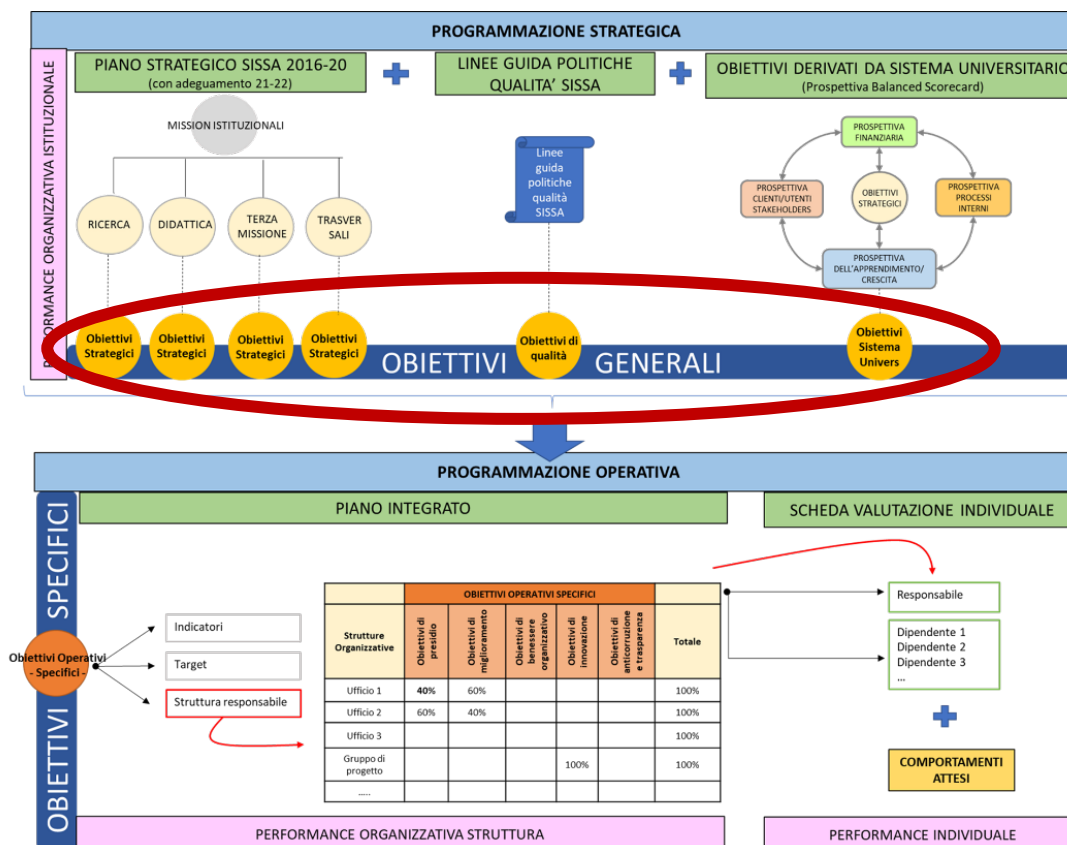 PROGRAMMAZIONE STRATEGICA
PERFORMANCE ORGANIZZATIVA ISTITUZIONALE
PIANO STRATEGICO SISSA 2016-20
(con adeguamento 21-22)
LINEE GUIDA POLITICHE
QUALITA’ SISSA
OBIETTIVI DERIVATI DA SISTEMA UNIVERSITARIO
(Prospettiva Balanced Scorecard)
MISSION ISTITUZIONALI
RICERCA
DIDATTICA
TERZA
MISSIONE
TRASVER
SALI
Linee
guida
politiche
qualità
SISSA
PROSPETTIVA
FINANZIARIA
PROSPETTIVA
CLIENTI/UTENTI
STAKEHOLDERS
OBIETTIVI
STRATEGICI
PROSPETTIVA
PROCESSI
INTERNI
PROSPETTIVA
DELL’APPRENDIMENTO/
CRESCITA
Obiettivi
Strategici
Obiettivi
Strategici
Obiettivi
Strategici
Obiettivi
Strategici
Obiettivi di
qualità
Obiettivi
Sistema
Univers
OBIETTIVI GENERALI
PROGRAMMAZIONE OPERATIVA
OBIETTIVI SPECIFICI
PIANO INTEGRATO
SCHEDA VALUTAZIONE INDIVIDUALE
Obiettivi Operativi
- Specifici -
Indicatori
Target
Struttura responsabile
OBIETTIVI OPERATIVI SPECIFICI
Strutture
Organizzative
Obiettivi di
presidio
Obiettivi di
miglioramento
Obiettivi di
benessere
organizzativo
Obiettivi di
innovazione
Obiettivi di
anticorruzione
e trasparenza
Totale
Ufficio 1 40% 60% 100%
Ufficio 2 60% 40% 100%
Ufficio 3 100%
Gruppo di
progetto 100% 100%
…..
Responsabile
Dipendente 1
Dipendente 2
Dipendente 3
…
COMPORTAMENTI
ATTESI
PERFORMANCE ORGANIZZATIVA STRUTTURA
PERFORMANCE INDIVIDUALE